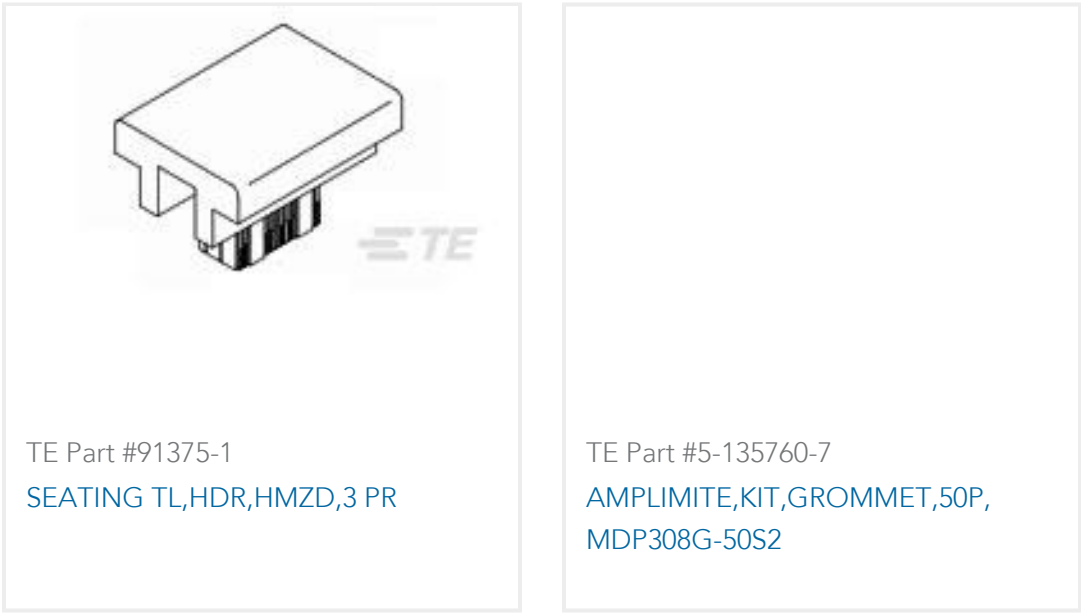 TE
TE Part #91375-1
SEATING TL,HDR,HMZD,3 PR
TE Part #5-135760-7
AMPLIMITE,KIT,GROMMET,50P,
MDP308G-50S2